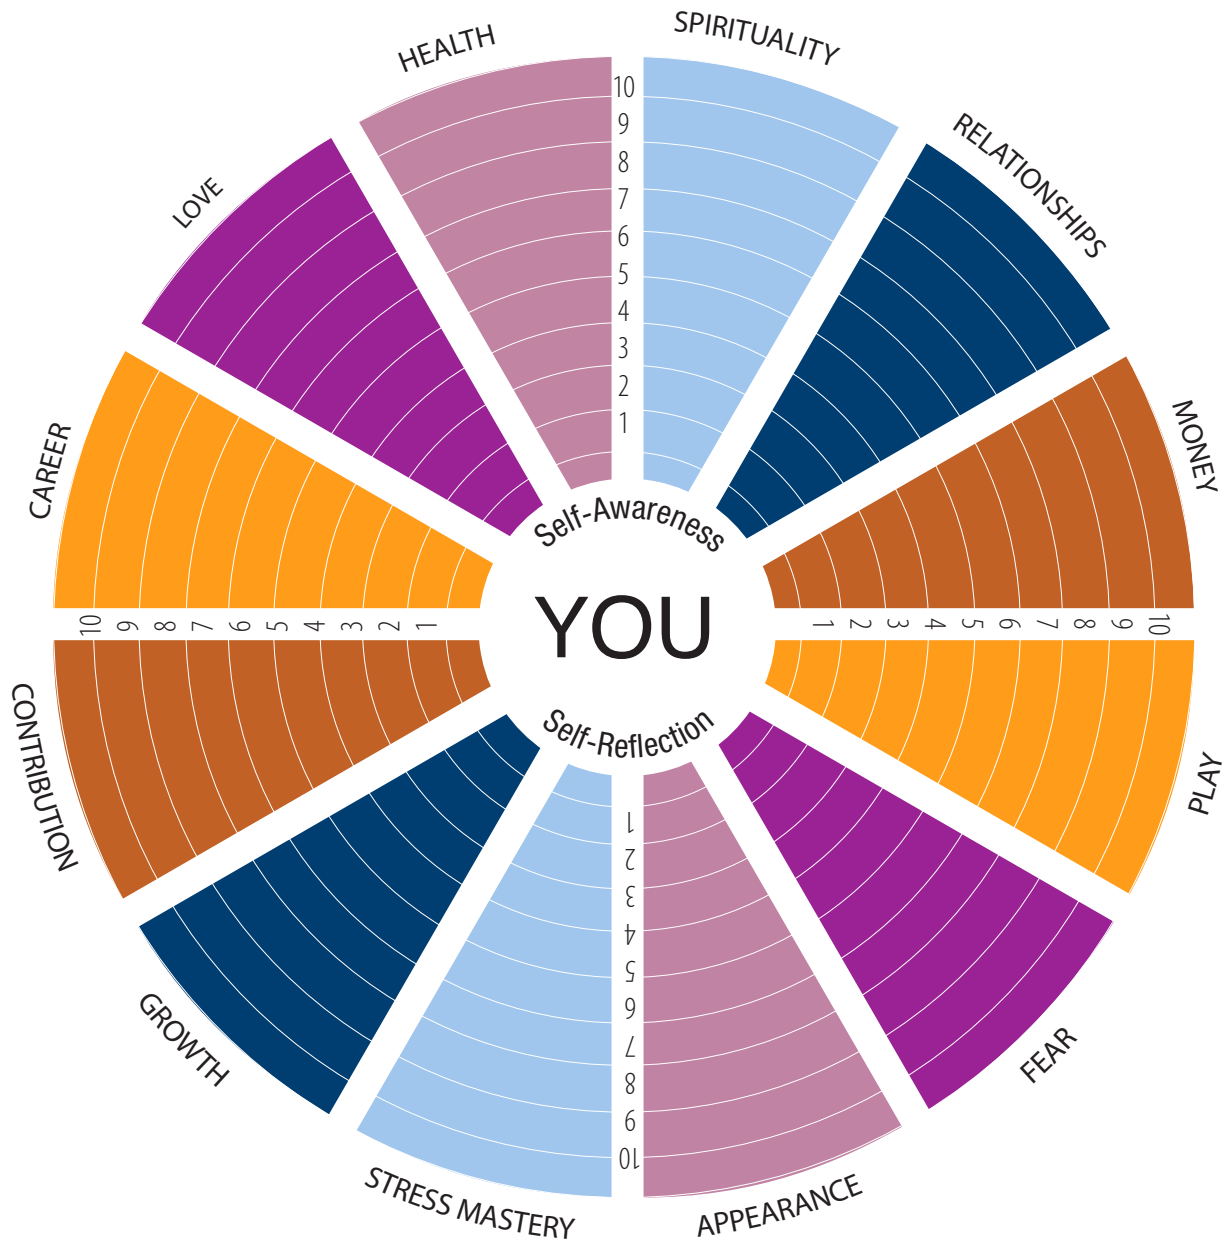 SPIRITUALITY
HEALTH
RELATIONSHIPS
LOVE
MONEY
CAREER
10
9
8
7
6
5
4
3
2
1
Self-Awareness
YOU
10 9 8 7 6 5 4 3 2 1
1 2 3 4 5 6 7 8 9 10
Self-Reflection
1
2
3
4
5
6
7
8
9
10
CONTRIBUTION
PLAY
GROWTH
FEAR
STRESS MASTERY
APPEARANCE